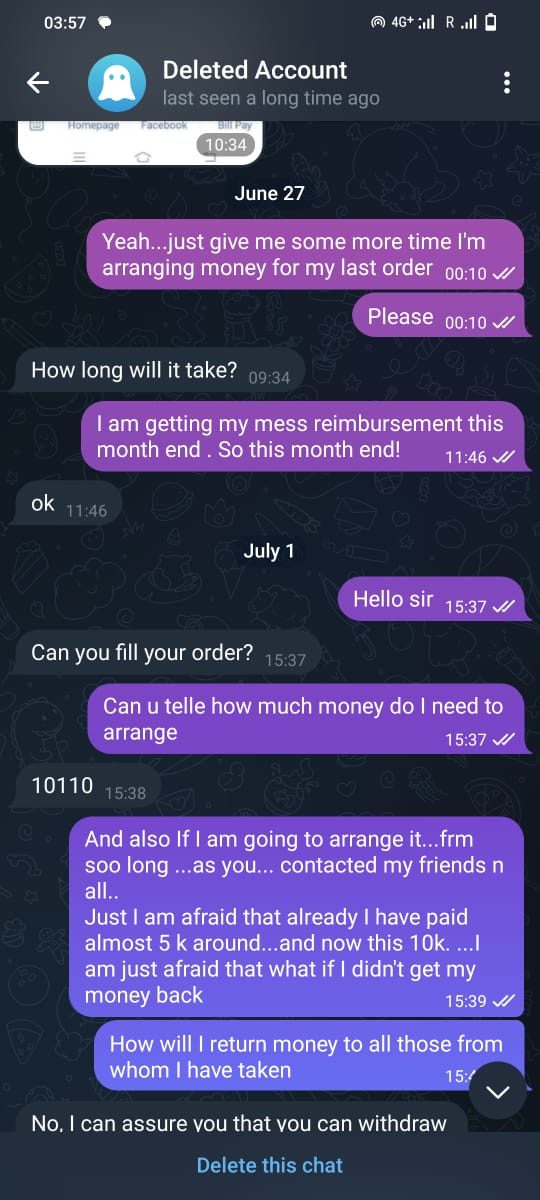 03:57
4G+ R
Deleted Account
last seen a long time ago
Homepage Facebook Bill Pay
10:34
June 27
Yeah...just give me some more time I'm
arranging money for my last order 00:10
Please 00:10
How long will it take? 09:34
I am getting my mess reimbursement this
month end . So this month end! 11:46
ok 11:46
July 1
Hello sir 15:37
Can you fill your order? 15:37
Can u telle how much money do I need to
arrange 15:37
10110 15:38
And also If I am going to arrange it...frm
soo long ...as you... contacted my friends n
all..
Just I am afraid that already I have paid
almost 5 k around...and now this 10k. ...I
am just afraid that what if I didn't get my
money back 15:39
How will I return money to all those from
whom I have taken
No, I can assure you that you can withdraw
Delete this chat